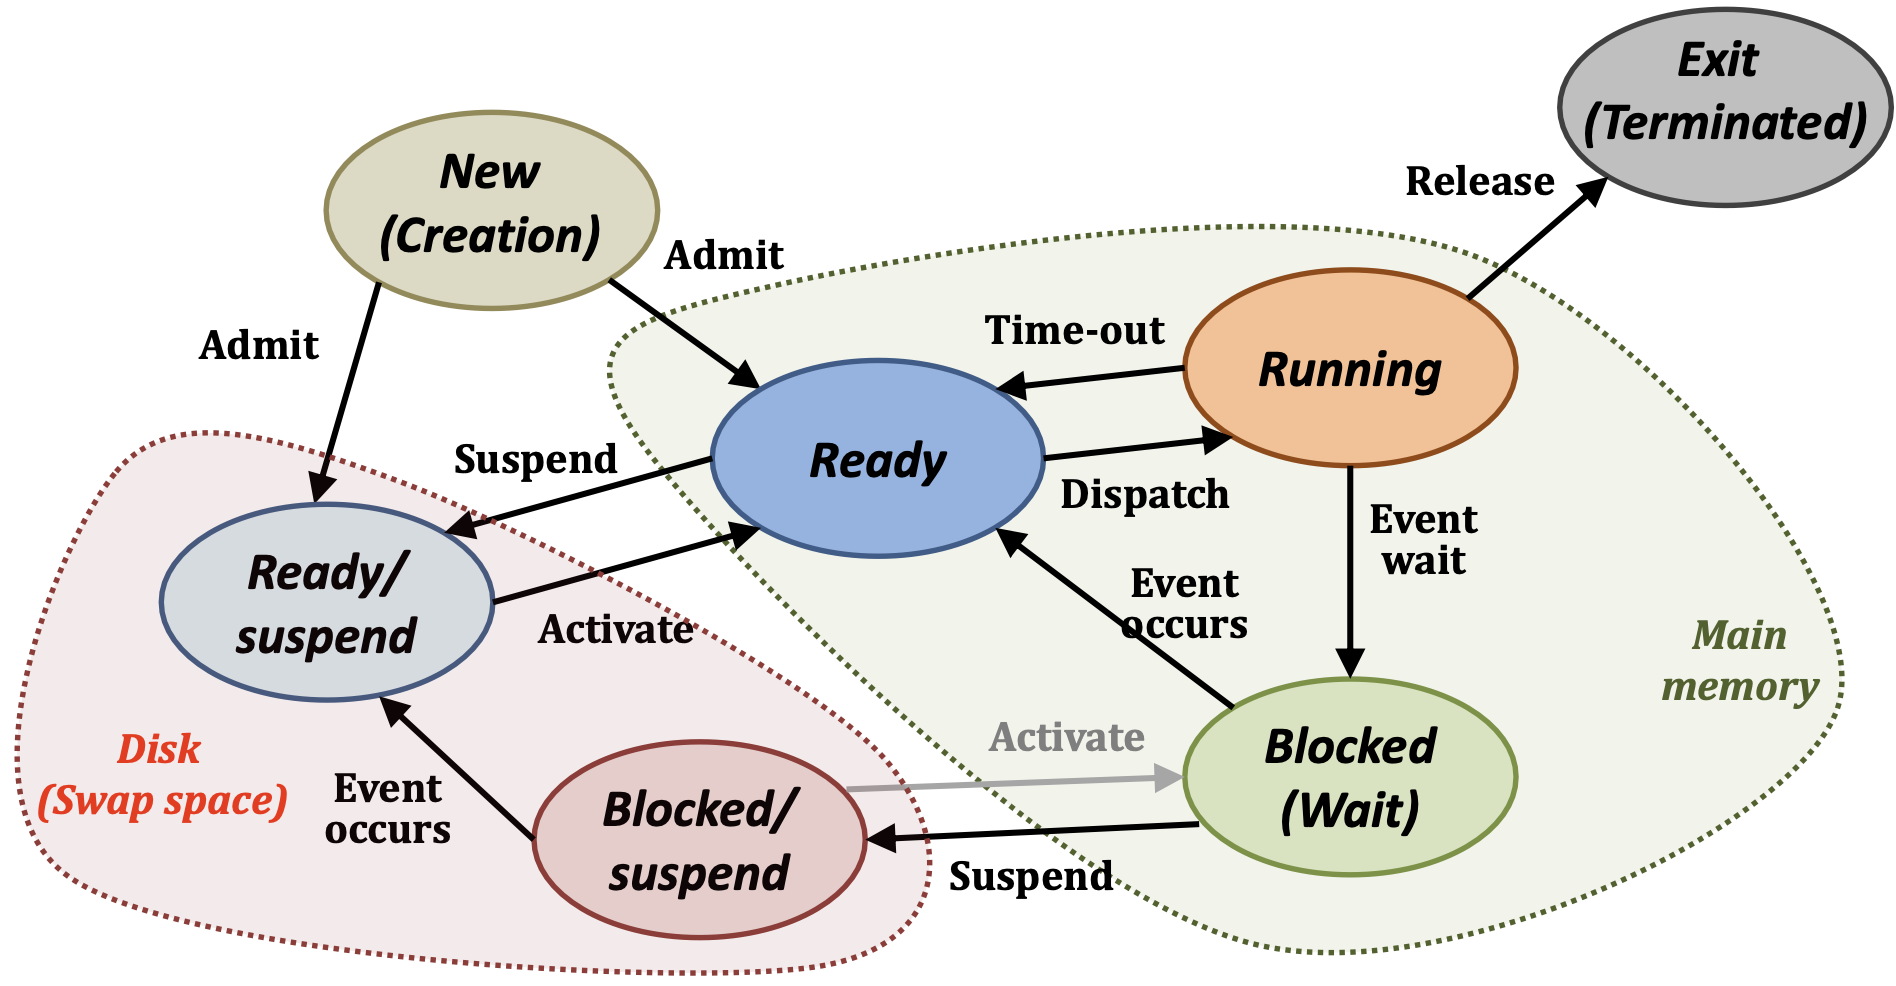 Exit
(Terminated)
New
(Creation)
Release
Admit
Admit
Time-out
Running
Suspend
Ready
Dispatch
Event
wait
Ready/
suspend
Activate
Event
occurs
Main
memory
Disk
(Swap space)
Event
occurs
Blocked/
suspend
Activate
Blocked
(Wait)
Suspend